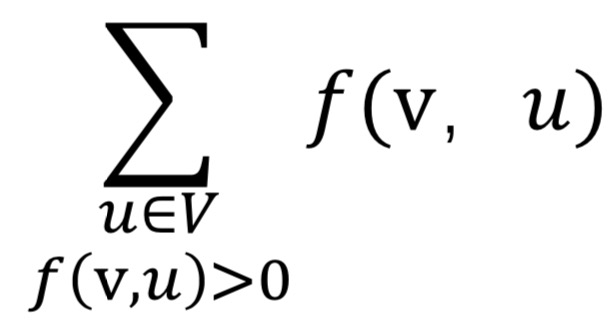 ∑ f(v, u)
u∈V
f(v,u)>0